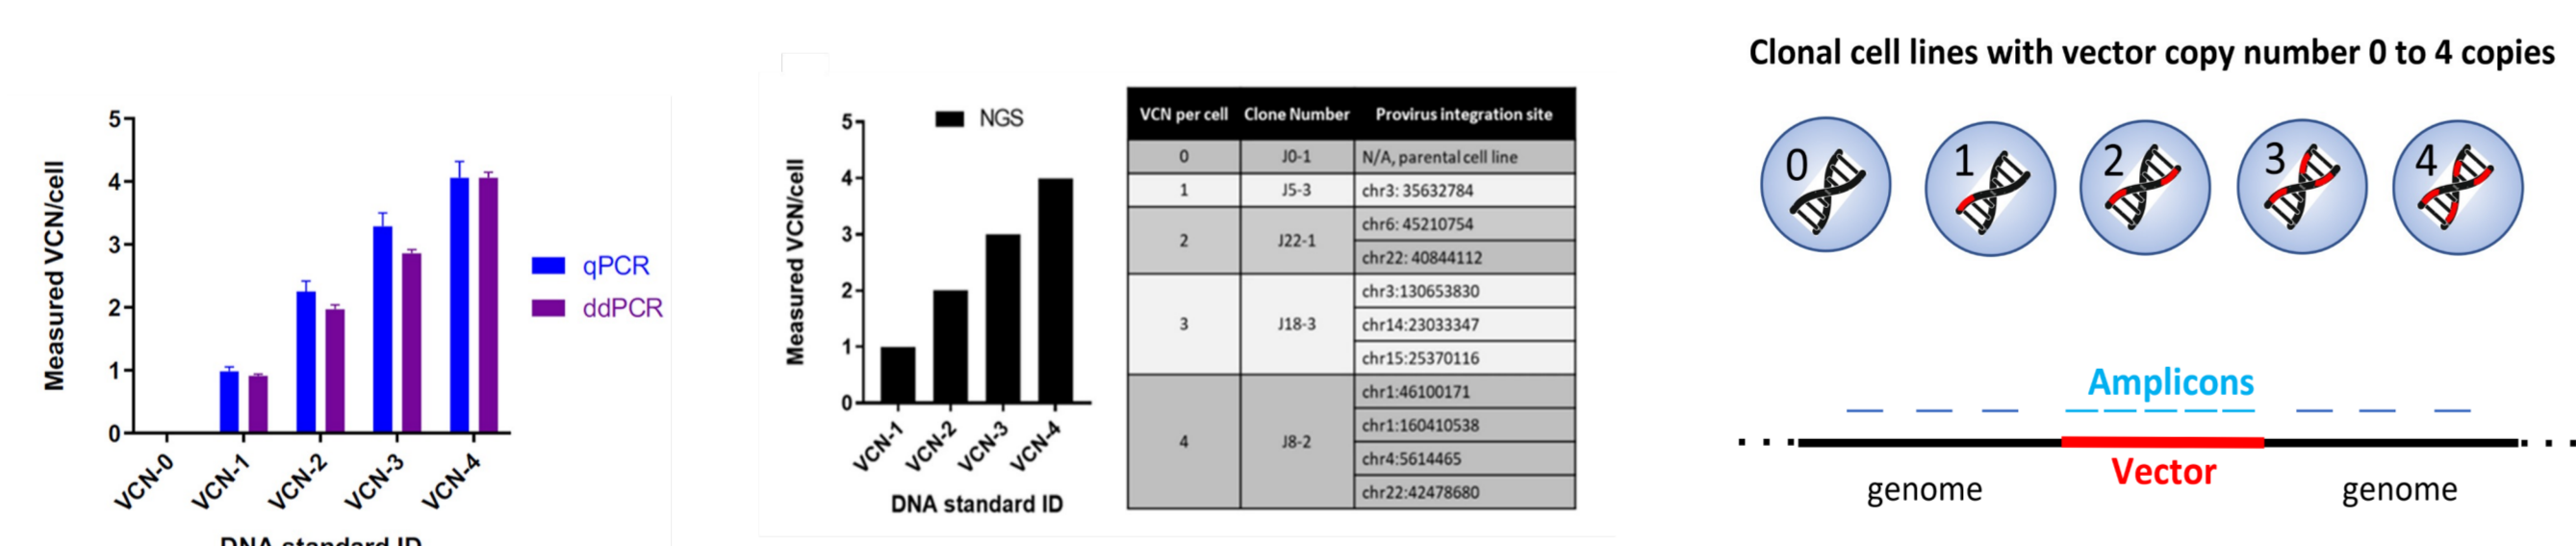 5
4
3
2
1
0
Measured VCN/cell
VCN-0
VCN-1
VCN-2
VCN-3
VCN-4
DNA standard ID
qPCR
ddPCR
NGS
5
4
3
2
1
0
Measured VCN/cell
VCN-1
VCN-2
VCN-3
VCN-4
DNA standard ID
VCN per cell Clone Number Provirus integration site
0 J0-1 N/A, parental cell line
1 J5-3 chr3: 35632784
2 J22-1 chr6: 45210754
chr22: 40844112
3 J18-3 chr3:130653830
chr14:23033347
chr15:25370116
4 J8-2 chr1:46100171
chr1:160410538
chr4:5614465
chr22:42478680
Clonal cell lines with vector copy number 0 to 4 copies
0 1 2 3 4
Amplicons
Vector
genome genome